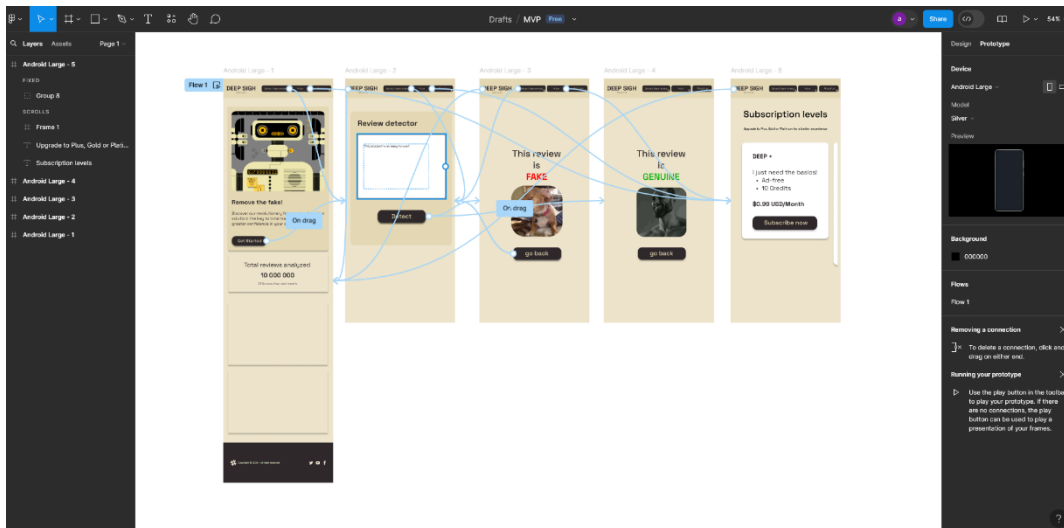 Drafts / MVP Free
a
Share
54%
Layers Assets Page 1
Android Large - 5
FIXED
Group 8
SCROLLS
Frame 1
Upgrade to Plus, Gold or Plati...
Subscription levels
Android Large - 4
Android Large - 3
Android Large - 2
Android Large - 1
Flow 1
Android Large - 1
DEEP SIGH
Remove the fake!
On drag
Get Started
Total reviews analyzed
10 000 000
Android Large - 2
DEEP SIGH
Review detector
Detect
Android Large - 3
DEEP SIGH
This review
is
FAKE
On drag
go back
Android Large - 4
DEEP SIGH
This review
is
GENUINE
go back
Android Large - 5
DEEP SIGH
Subscription levels
DEEP +
I just need the basics!
• Ad-free
• 10 Credits
$0.99 USD/Month
Subscribe now
Design Prototype
Device
Android Large
Model
Silver
Preview
Background
000000
Flows
Flow 1
Removing a connection
To delete a connection, click and
drag on either end.
Running your prototype
Use the play button in the toolba
to play your prototype. If there
are no connections, the play
button can be used to play a
presentation of your frames.
?